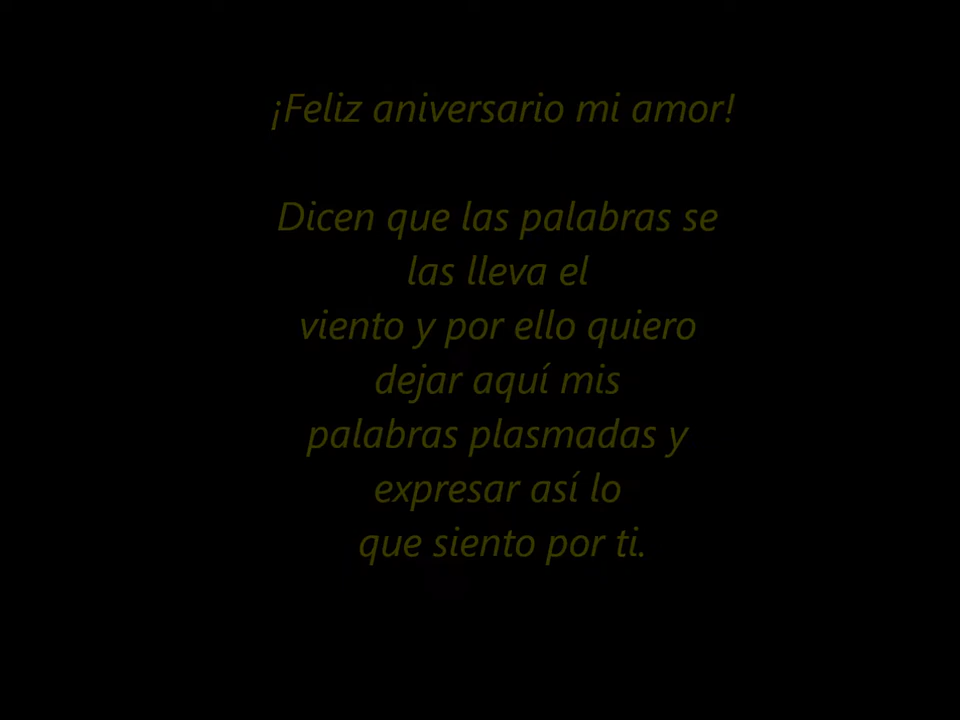 ¡Feliz aniversario mi amor!
Dicen que las palabras se
las lleva el
viento y por ello quiero
dejar aquí mis
palabras plasmadas y
expresar así lo
que siento por ti.